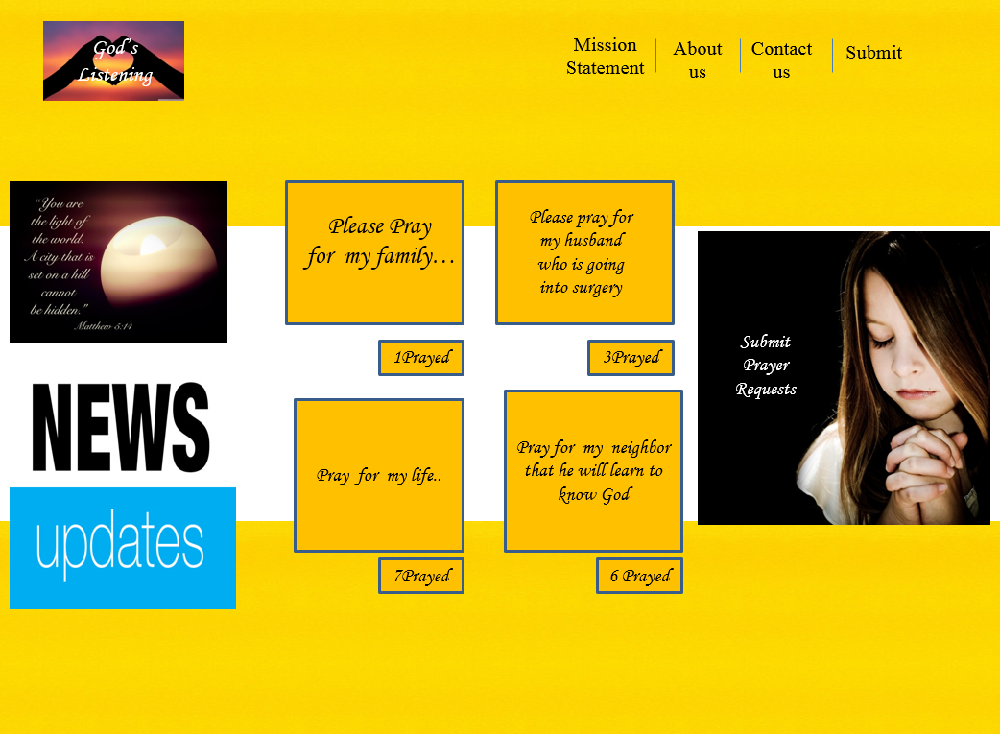 God's
Listening
Mission
Statement
About
us
Contact
us
Submit
“You are
the light of
the world.
A city that is
set on a hill
cannot
be hidden.”
Matthew 5:14
NEWS
updates
Please Pray
for my family…
1Prayed
Please pray for
my husband
who is going
into surgery
3Prayed
Pray for my life..
7Prayed
Pray for my neighbor
that he will learn to
know God
6 Prayed
Submit
Prayer
Requests